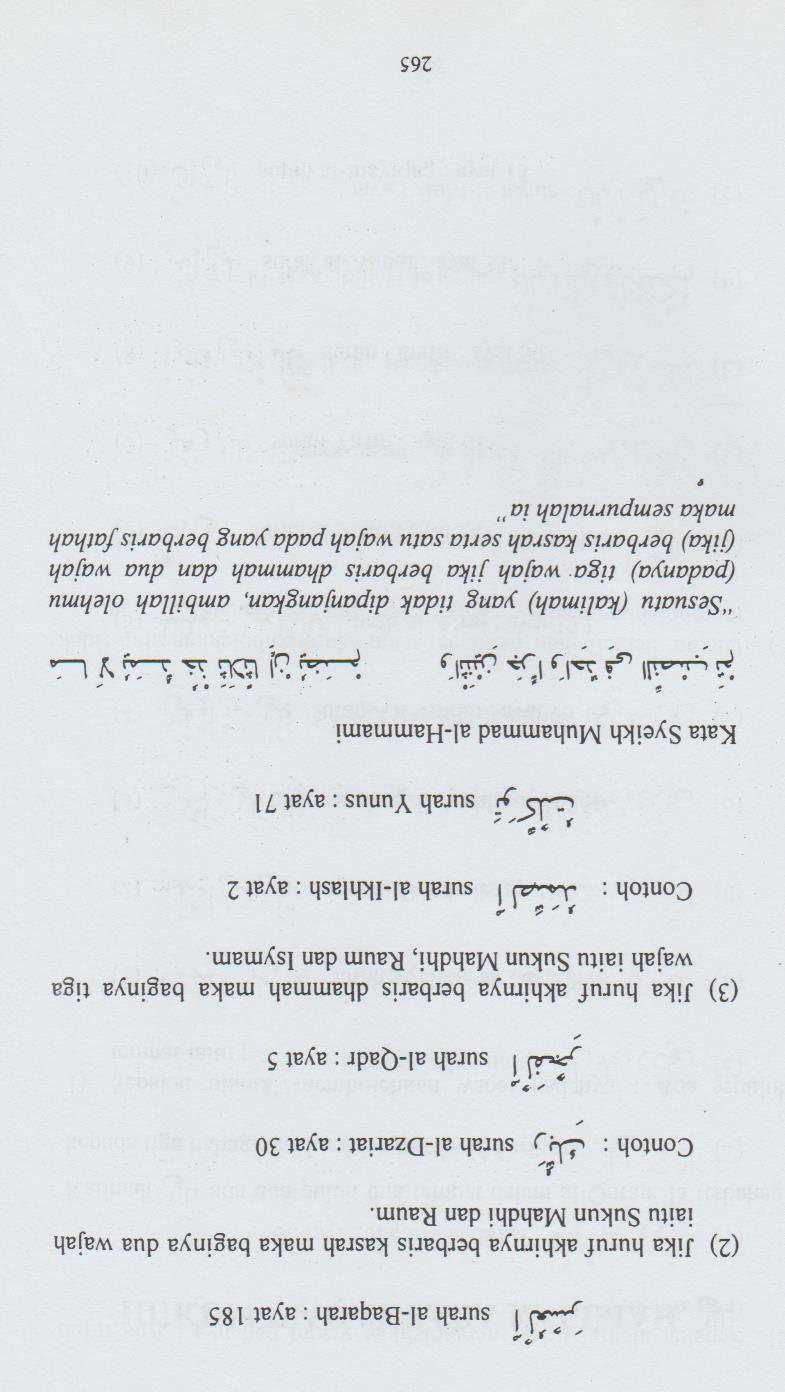 ٱلْعُسْرَ surah al-Baqarah : ayat 185
(2) Jika huruf akhirnya berbaris kasrah maka baginya dua wajah
iaitu Sukun Mahdhi dan Raum.
Contoh : رَبُّكِ surah al-Dzariat : ayat 30
ٱلْفَجْرِ surah al-Qadr : ayat 5
(3) Jika huruf akhirnya berbaris dhammah maka baginya tiga
wajah iaitu Sukun Mahdhi, Raum dan Isymam.
Contoh : ٱلصَّمَدُ surah al-Ikhlash : ayat 2
تَوَكَّلْتُ surah Yunus : ayat 71
Kata Syeikh Muhammad al-Hammami
مَا لَا يُمَدُّ خُذْ ثَلَاثًا إِنْ يُضَمْ وَاثْنَيْنِ جَرًّا وَاحِدٌ فِى النَّصْبِ تَمْ
“Sesuatu (kalimah) yang tidak dipanjangkan, ambillah olehmu
(padanya) tiga wajah jika berbaris dhammah dan dua wajah
(jika) berbaris kasrah serta satu wajah pada yang berbaris fathah
maka sempurnalah ia”
265